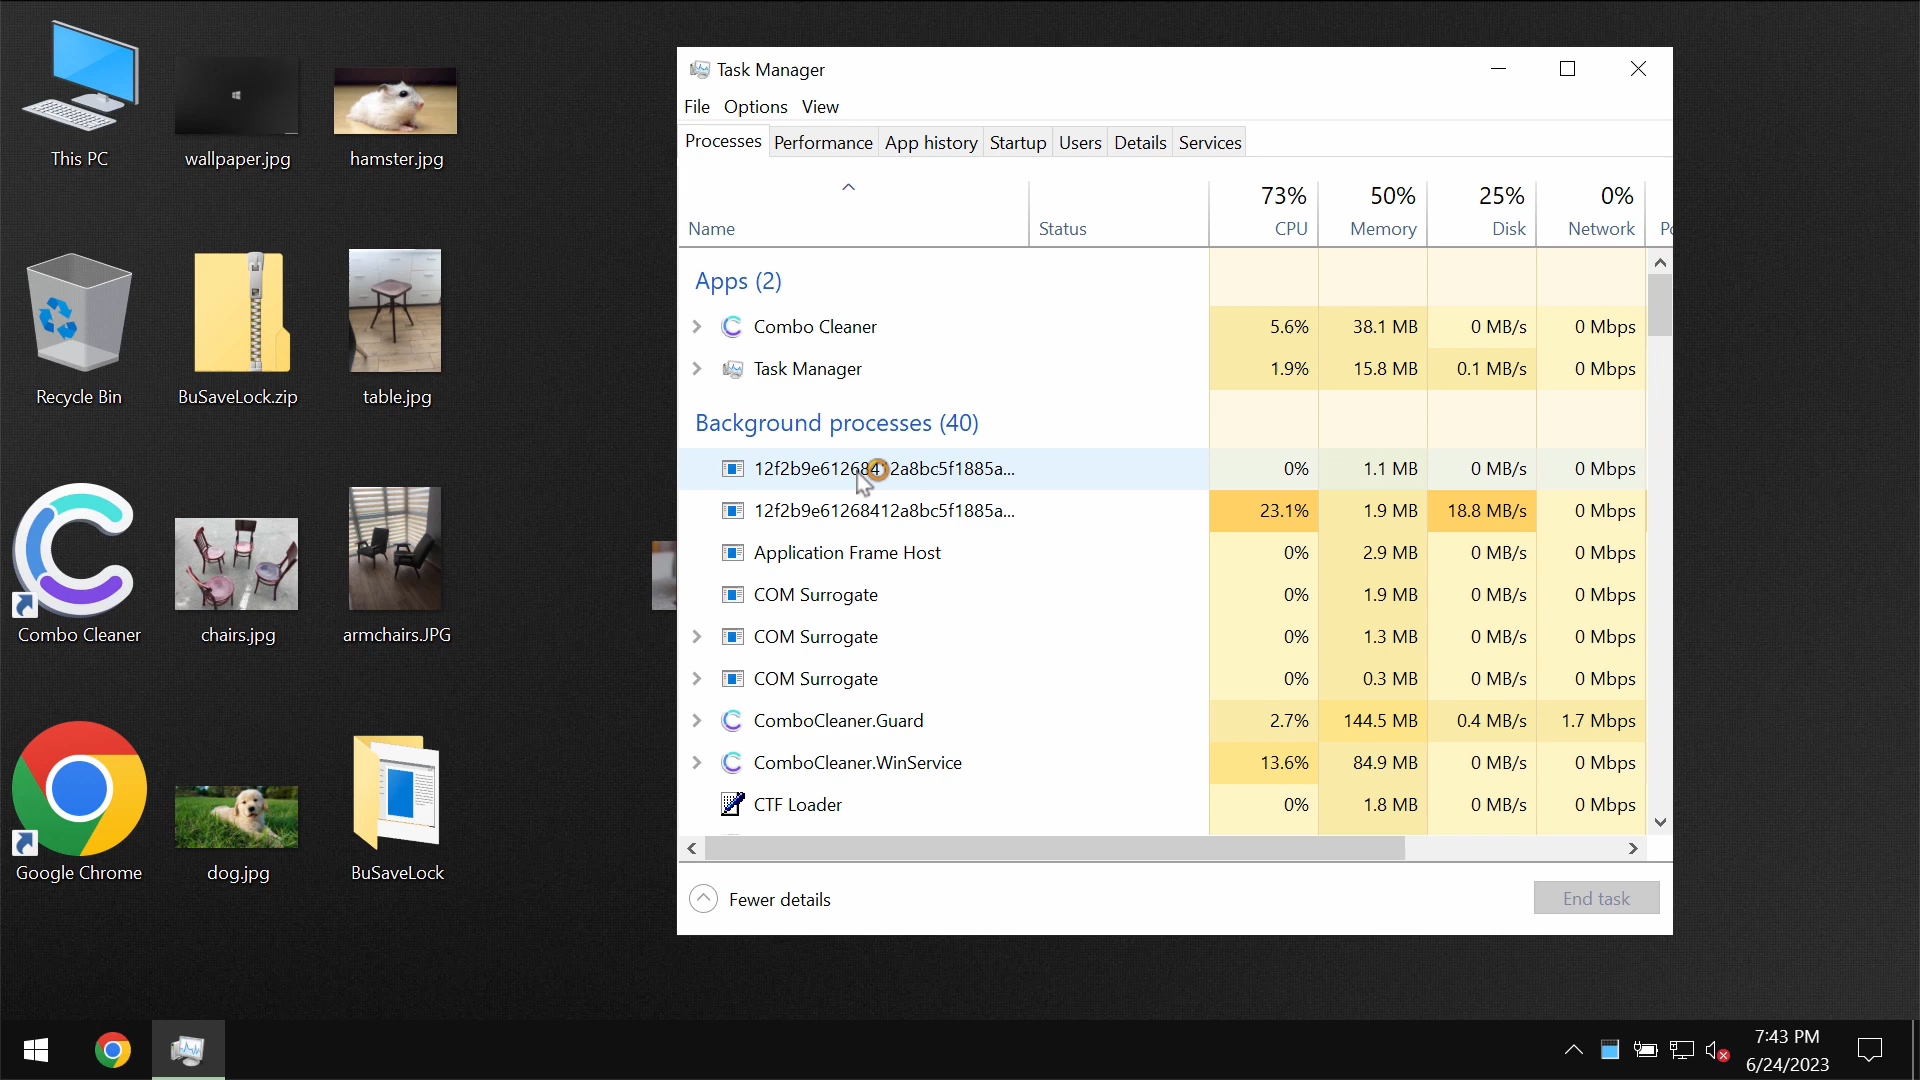 This PC
wallpaper.jpg
hamster.jpg
Recycle Bin
BuSaveLock.zip
table.jpg
Combo Cleaner
chairs.jpg
armchairs.JPG
Google Chrome
dog.jpg
BuSaveLock
Task Manager
File Options View
Processes Performance App history Startup Users Details Services
73% 50% 25% 0%
Name Status CPU Memory Disk Network
Apps (2)
Combo Cleaner 5.6% 38.1 MB 0 MB/s 0 Mbps
Task Manager 1.9% 15.8 MB 0.1 MB/s 0 Mbps
Background processes (40)
12f2b9e61268412a8bc5f1885a... 0% 1.1 MB 0 MB/s 0 Mbps
12f2b9e61268412a8bc5f1885a... 23.1% 1.9 MB 18.8 MB/s 0 Mbps
Application Frame Host 0% 2.9 MB 0 MB/s 0 Mbps
COM Surrogate 0% 1.9 MB 0 MB/s 0 Mbps
COM Surrogate 0% 1.3 MB 0 MB/s 0 Mbps
COM Surrogate 0% 0.3 MB 0 MB/s 0 Mbps
ComboCleaner.Guard 2.7% 144.5 MB 0.4 MB/s 1.7 Mbps
ComboCleaner.WinService 13.6% 84.9 MB 0 MB/s 0 Mbps
CTF Loader 0% 1.8 MB 0 MB/s 0 Mbps
Fewer details
End task
7:43 PM
6/24/2023